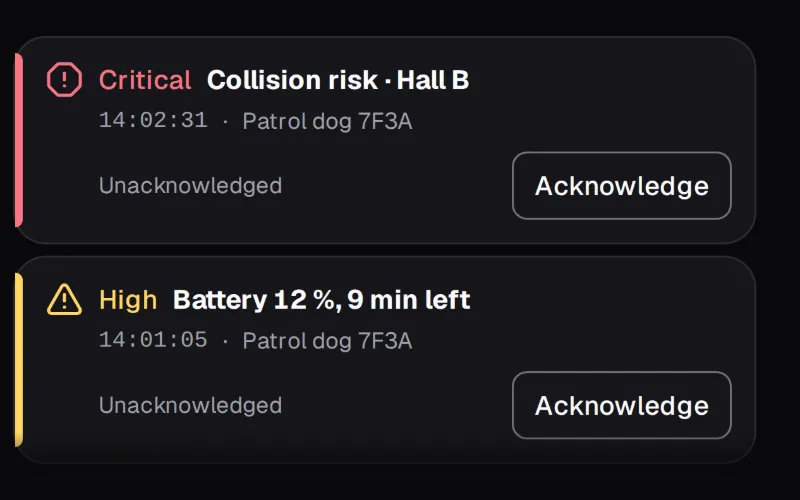 Critical Collision risk · Hall B
14:02:31 · Patrol dog 7F3A
Unacknowledged
Acknowledge
High Battery 12 %, 9 min left
14:01:05 · Patrol dog 7F3A
Unacknowledged
Acknowledge